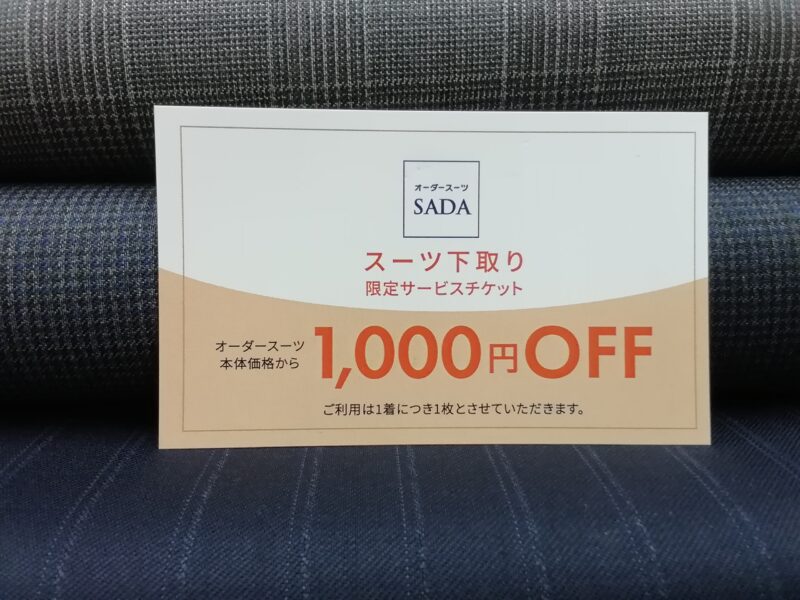 オーダースーツ
SADA
スーツ下取り
限定サービスチケット
オーダースーツ
本体価格から
1,000円OFF
ご利用は1着につき1枚とさせていただきます。